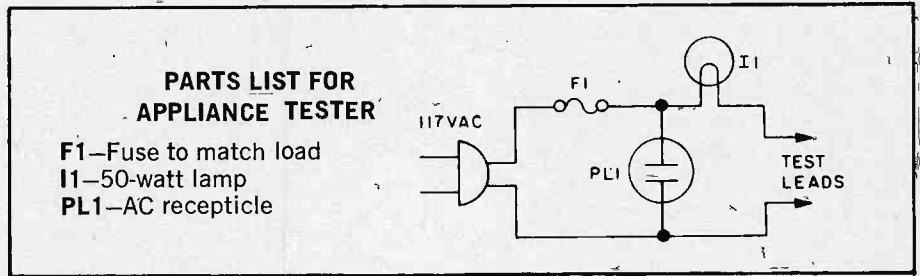 PARTS LIST FOR
APPLIANCE TESTER
F1—Fuse to match load
I1—50-watt lamp
PL1—AC recepticle
117VAC
F1
I1
PL1
TEST
LEADS